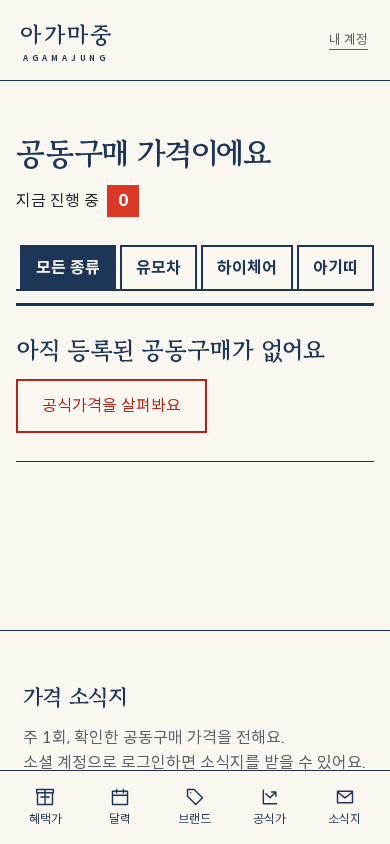 아가마중
AGAMAJUNG
내 계정
공동구매 가격이에요
지금 진행 중 0
모든 종류 유모차 하이체어 아기띠
아직 등록된 공동구매가 없어요
공식가격을 살펴봐요
가격 소식지
주 1회, 확인한 공동구매 가격을 전해요.
소셜 계정으로 로그인하면 소식지를 받을 수 있어요.
혜택가 달력 브랜드 공식가 소식지